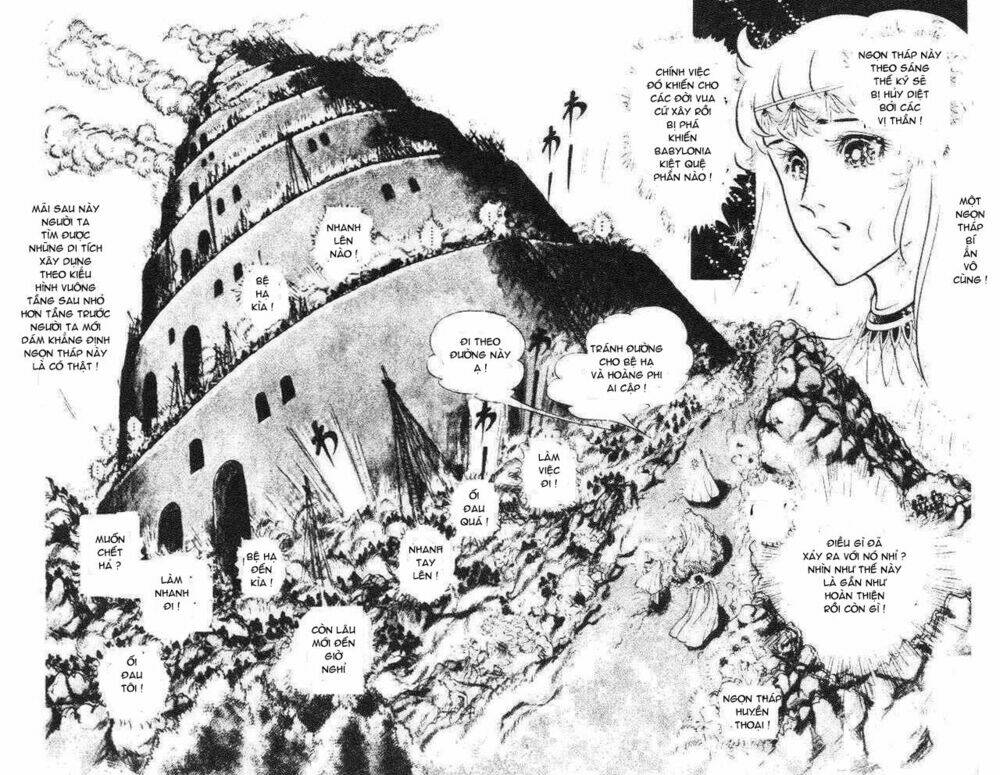 NGỌN THÁP NÀY
THEO SÁNG
THẾ KÝ SẼ
BỊ HỦY DIỆT
BỞI CÁC
VỊ THẦN !
CHÍNH VIỆC
ĐÓ KHIẾN CHO
CÁC ĐỜI VUA
CỨ XÂY RỒI
BỊ PHÁ
KHIẾN
BABYLONIA
KIỆT QUỆ
PHẦN NÀO !
MỘT
NGỌN
THÁP
BÍ
ẨN
VÔ
CÙNG !
MÃI SAU NÀY
NGƯỜI TA
TÌM ĐƯỢC
NHỮNG DI TÍCH
XÂY DỰNG
THEO KIỂU
HÌNH VUÔNG
TẦNG SAU NHỎ
HƠN TẦNG TRƯỚC
NGƯỜI TA MỚI
DÁM KHẲNG ĐỊNH
NGỌN THÁP NÀY
LÀ CÓ THẬT !
わ
わ
NHANH
LÊN
NÀO !
BỆ
HẠ
KÌA !
ĐI THEO
ĐƯỜNG NÀY
Ạ !
TRÁNH ĐƯỜNG
CHO BỆ HẠ
VÀ HOÀNG PHI
AI CẬP !
わ
わ
LÀM
VIỆC
ĐI !
ỐI
ĐAU
QUÁ !
NHANH
TAY
LÊN !
MUỐN
CHẾT
HẢ ?
LÀM
NHANH
ĐI !
BỆ HẠ
ĐẾN
KÌA !
CÒN LÂU
MỚI ĐẾN
GIỜ
NGHỈ
ỐI
ĐAU
TÔI !
ĐIỀU GÌ ĐÃ
XẢY RA VỚI NÓ NHỈ ?
NHÌN NHƯ THẾ NÀY
LÀ GẦN NHƯ
HOÀN THIỆN
RỒI CÒN GÌ !
NGỌN THÁP
HUYỀN
THOẠI !